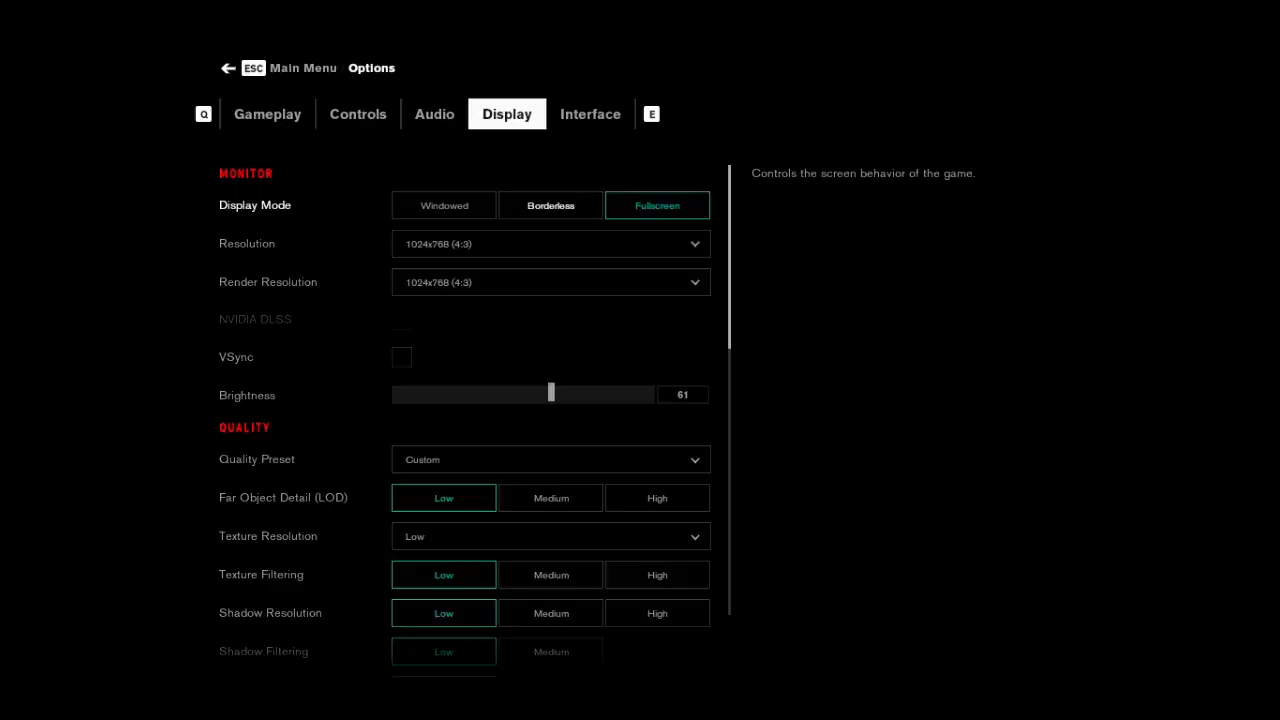 ESC Main Menu Options
Q Gameplay Controls Audio Display Interface E
MONITOR
Controls the screen behavior of the game.
Display Mode Windowed Borderless Fullscreen
Resolution 1024x768 (4:3)
Render Resolution 1024x768 (4:3)
NVIDIA DLSS
VSync
Brightness 61
QUALITY
Quality Preset Custom
Far Object Detail (LOD) Low Medium High
Texture Resolution Low
Texture Filtering Low Medium High
Shadow Resolution Low Medium High
Shadow Filtering Low Medium